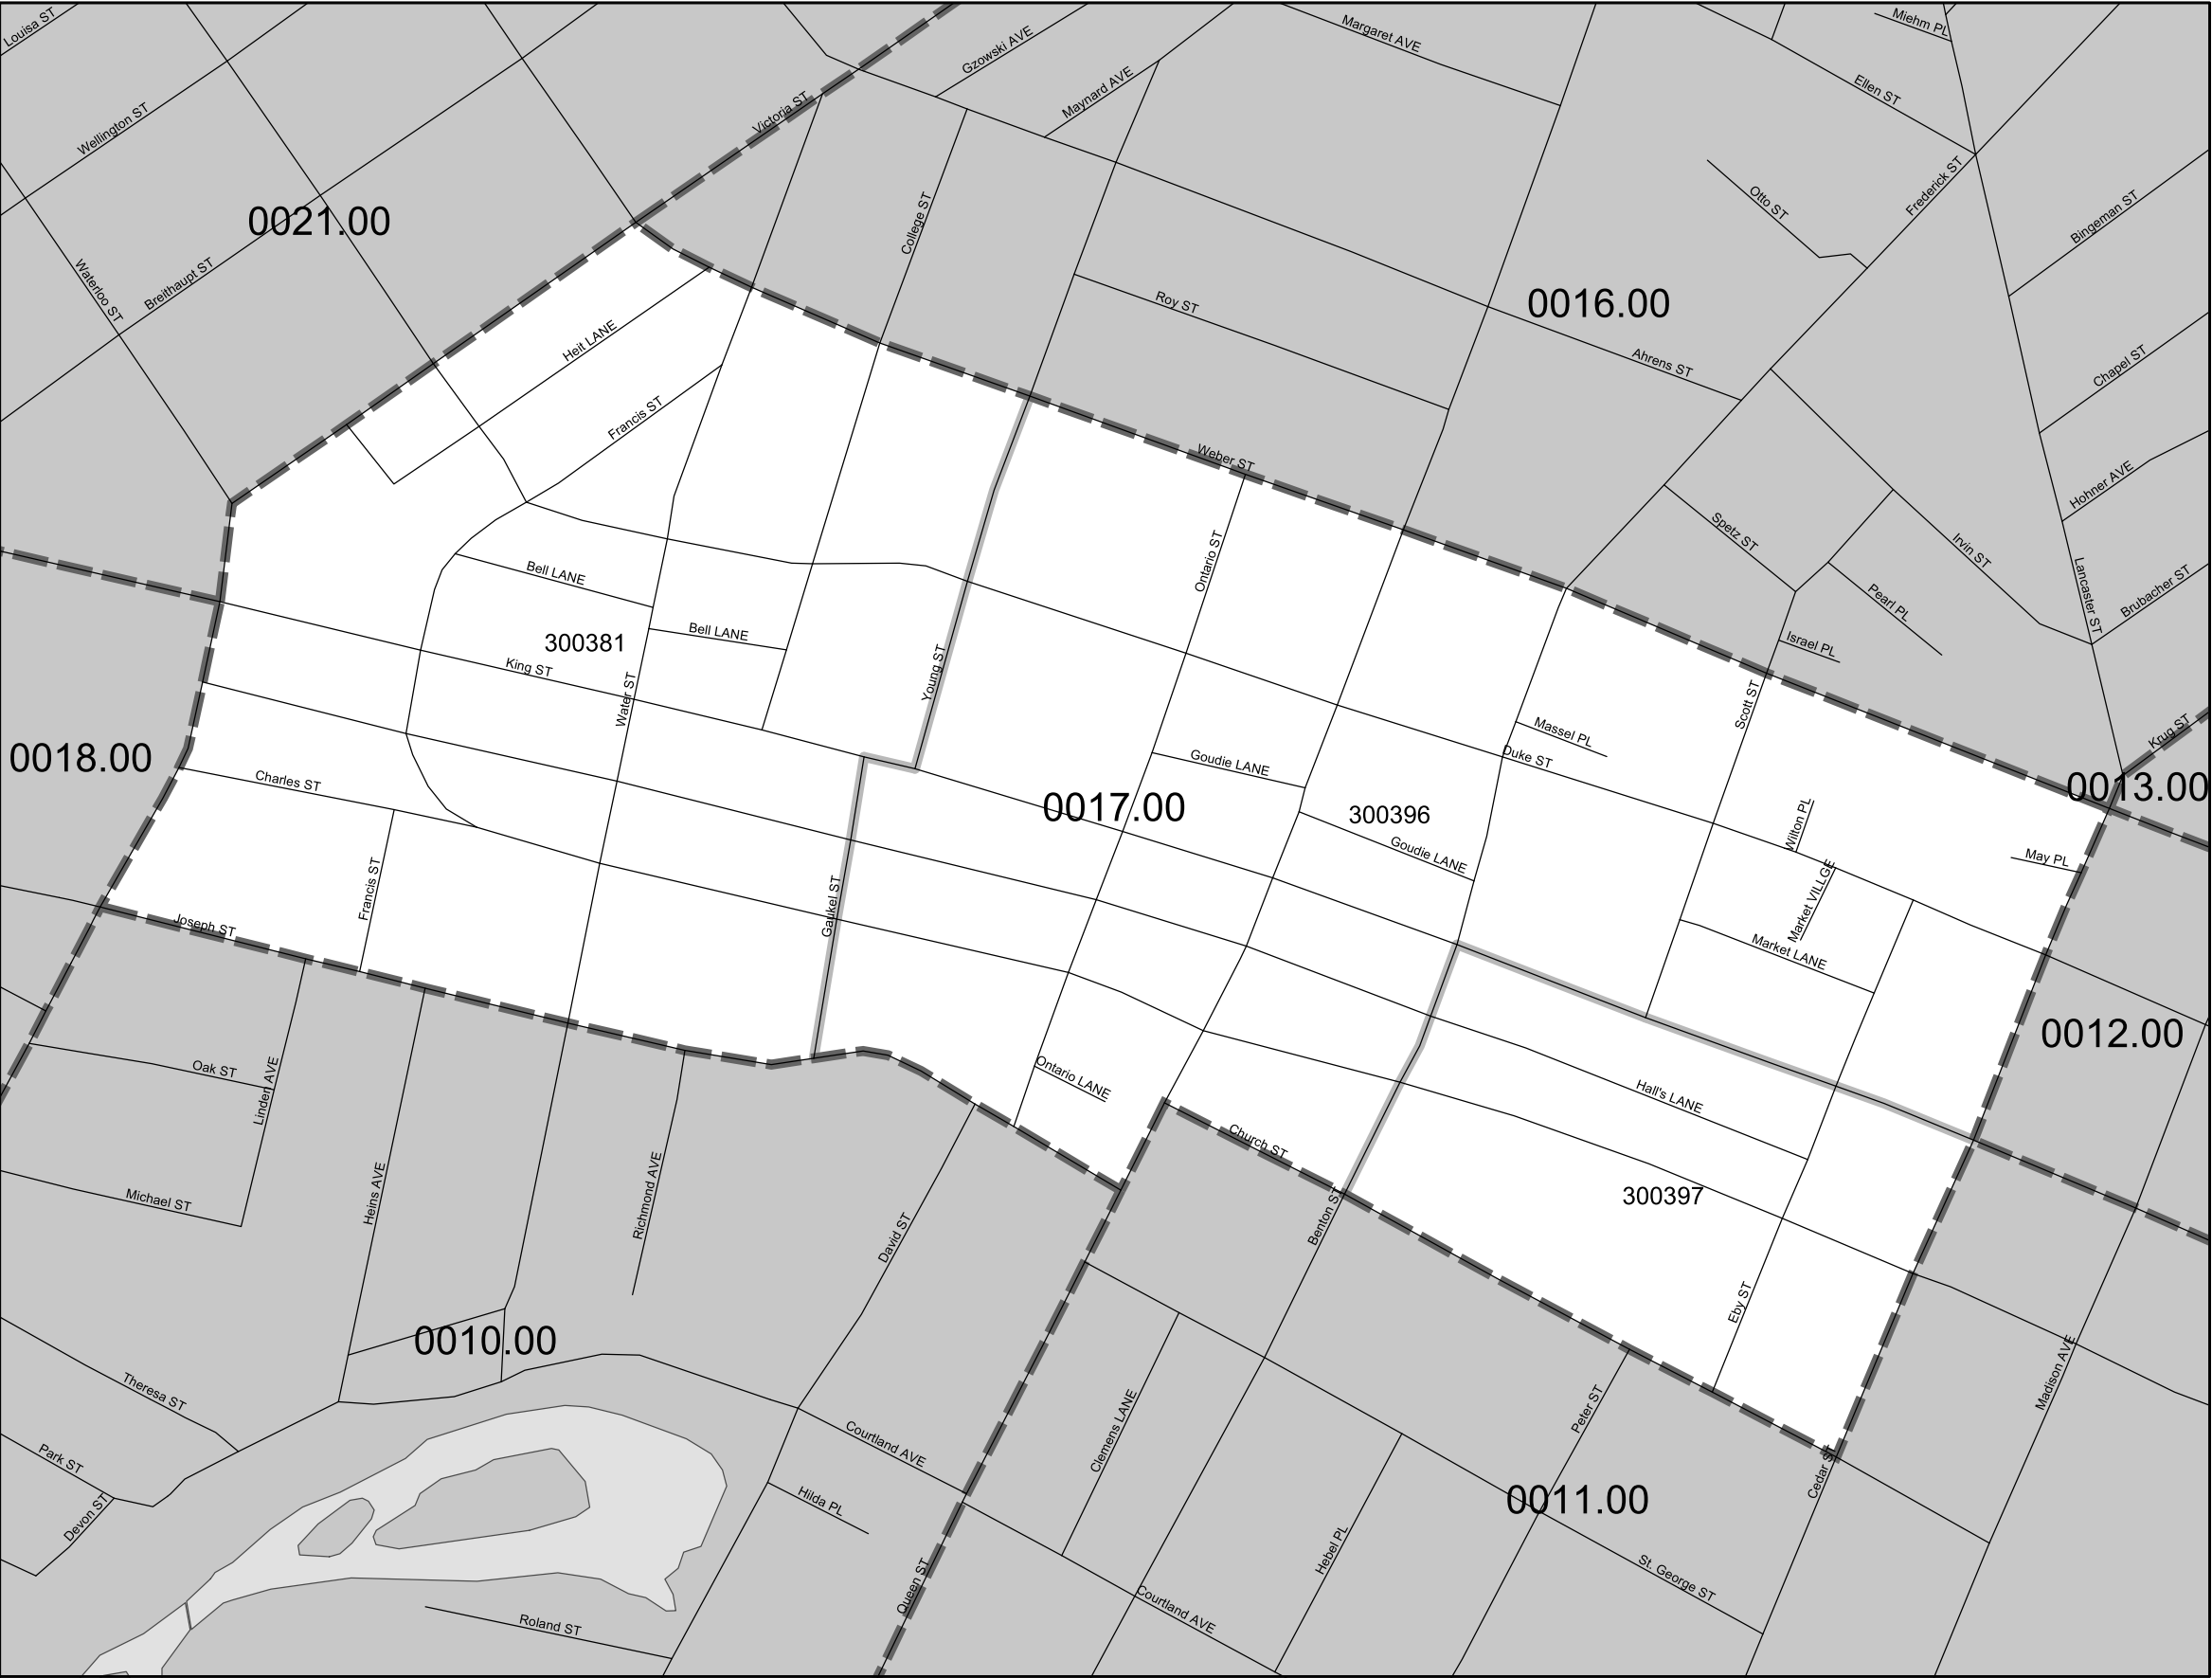 Louisa ST
Gzowski AVE
Margaret AVE
Miehm PL
Wellington ST
Victoria ST
Maynard AVE
Ellen ST
Otto ST
Frederick ST
Bingeman ST
0021.00
College ST
Waterloo ST
Breithaupt ST
Roy ST
0016.00
Heit LANE
Ahrens ST
Chapel ST
Francis ST
Weber ST
Hohner AVE
Spetz ST
Irvin ST
Ontario ST
Bell LANE
Lancaster ST
Brubacher ST
Pearl PL
Bell LANE
300381
Israel PL
King ST
Young ST
Water ST
Scott ST
Massel PL
Krug ST
0018.00
Duke ST
Goudie LANE
Charles ST
0013.00
0017.00
300396
Wilton PL
Goudie LANE
May PL
Francis ST
Gaukel ST
Market VILLGE
Joseph ST
Market LANE
0012.00
Oak ST
Linden AVE
Ontario LANE
Hall's LANE
Church ST
Michael ST
Heins AVE
Richmond AVE
300397
David ST
Benton ST
Eby ST
0010.00
Theresa ST
Madison AVE
Peter ST
Clemens LANE
Courtland AVE
Park ST
Cedar ST
Hilda PL
0011.00
Devon ST
Hebel PL
Queen ST
St. George ST
Courtland AVE
Roland ST